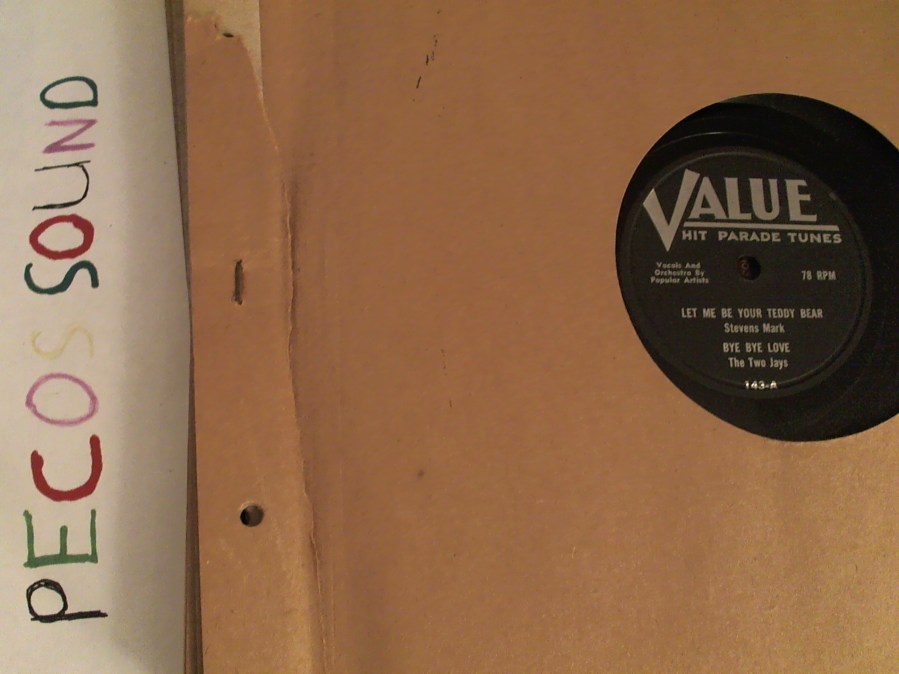 PECOS SOUND
VALUE
HIT PARADE TUNES
Vocals And
Orchestra By
Popular Artists
78 RPM
LET ME BE YOUR TEDDY BEAR
Stevens Mark
BYE BYE LOVE
The Two Jays
143-A